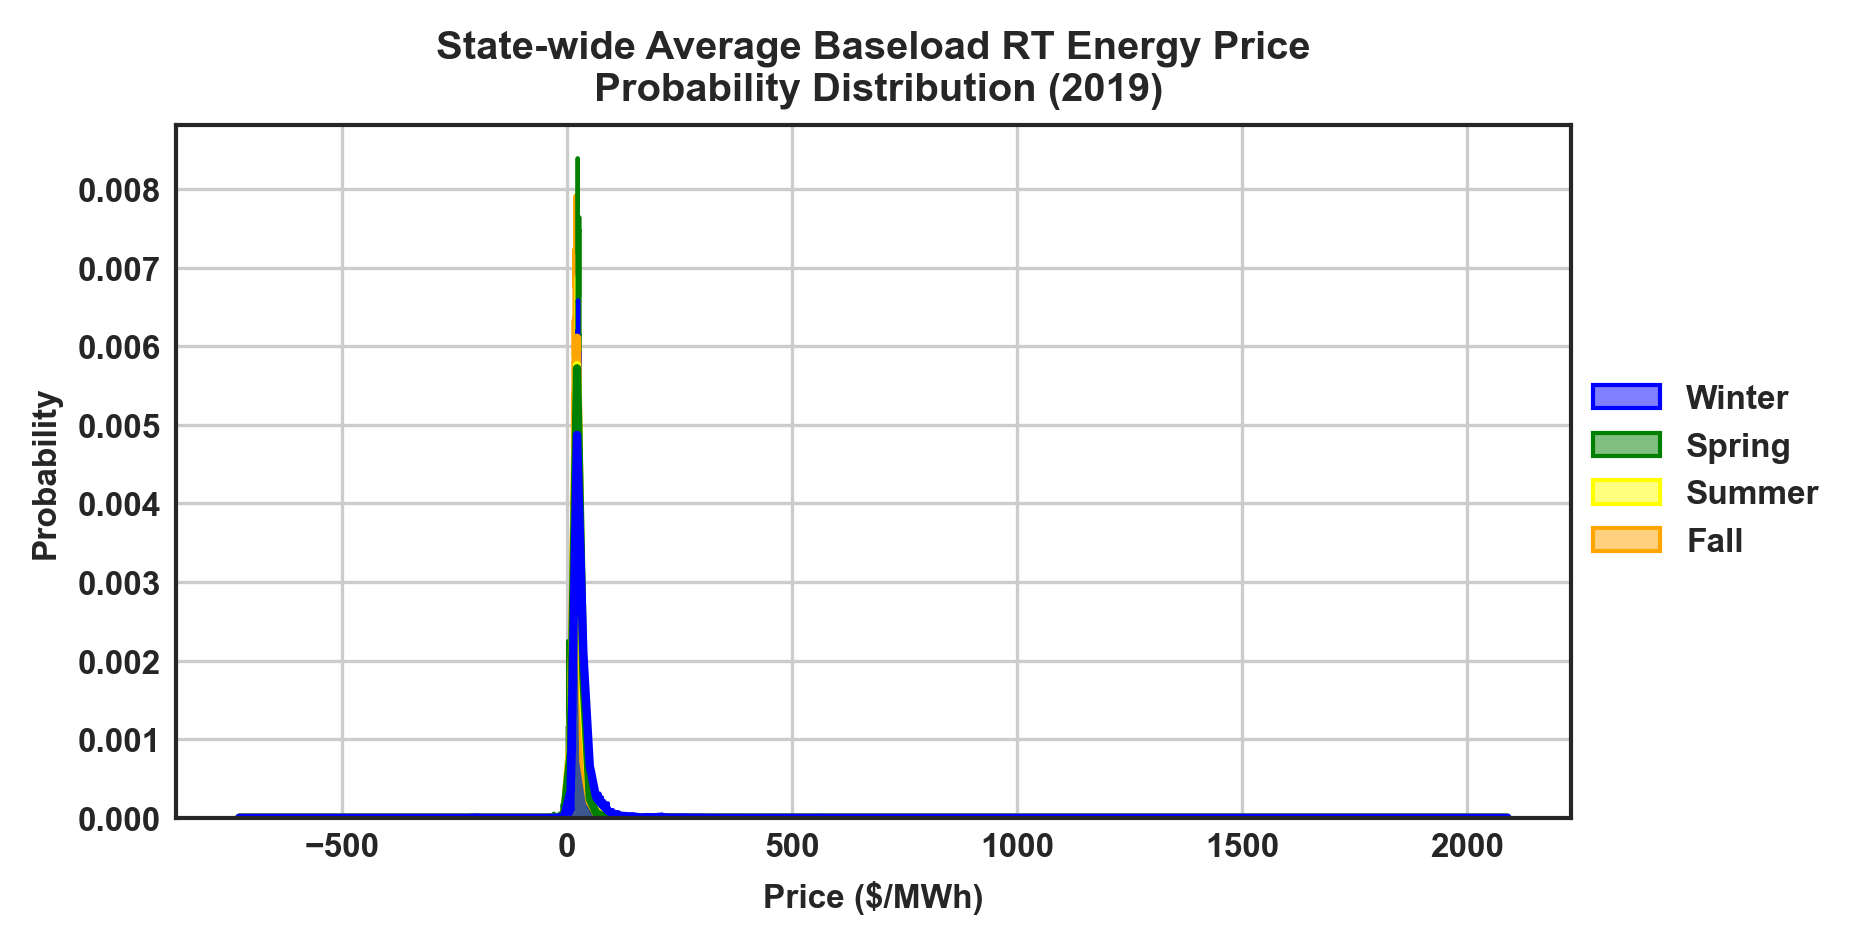 State-wide Average Baseload RT Energy Price
Probability Distribution (2019)
Probability
0.008
0.007
0.006
0.005
0.004
0.003
0.002
0.001
0.000
−500
0
500
1000
1500
2000
Price ($/MWh)
Winter
Spring
Summer
Fall